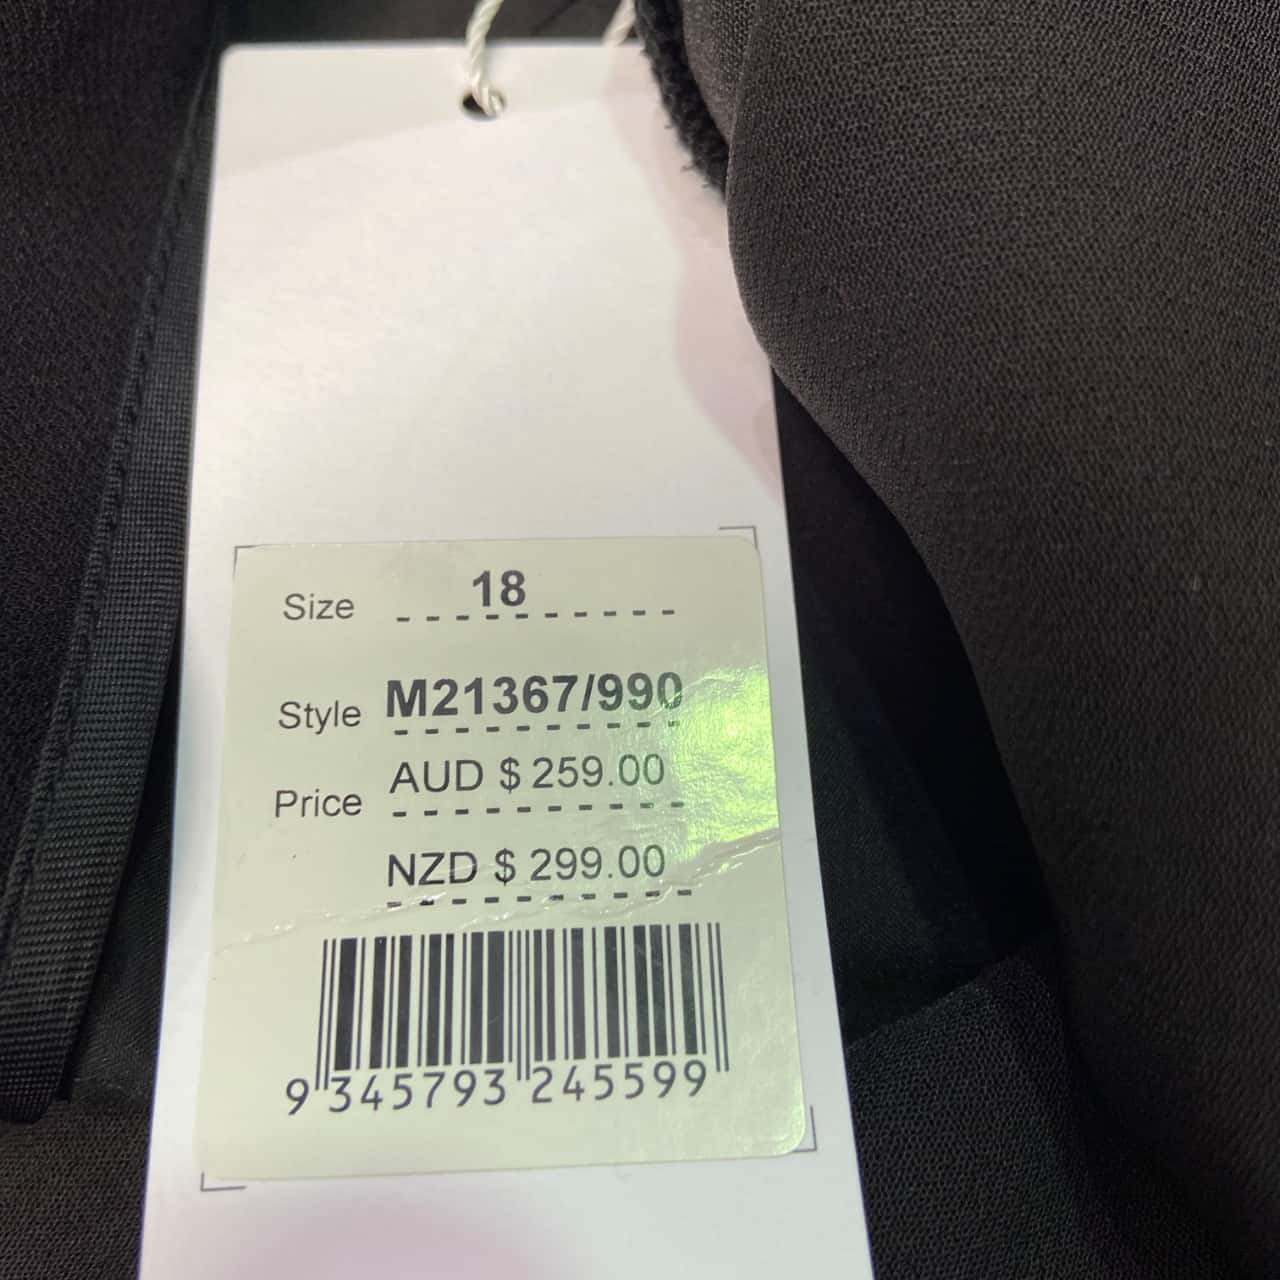 Size 18
Style M21367/990
Price AUD $ 259.00
NZD $ 299.00
9 345793 245599